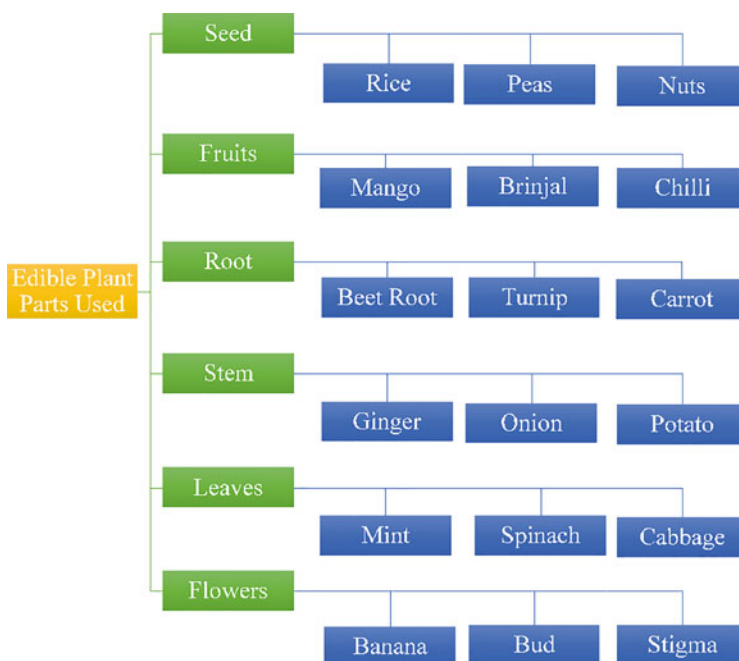 Seed
Rice Peas Nuts
Fruits
Mango Brinjal Chilli
Root
Edible Plant
Parts Used
Beet Root Turnip Carrot
Stem
Ginger Onion Potato
Leaves
Mint Spinach Cabbage
Flowers
Banana Bud Stigma